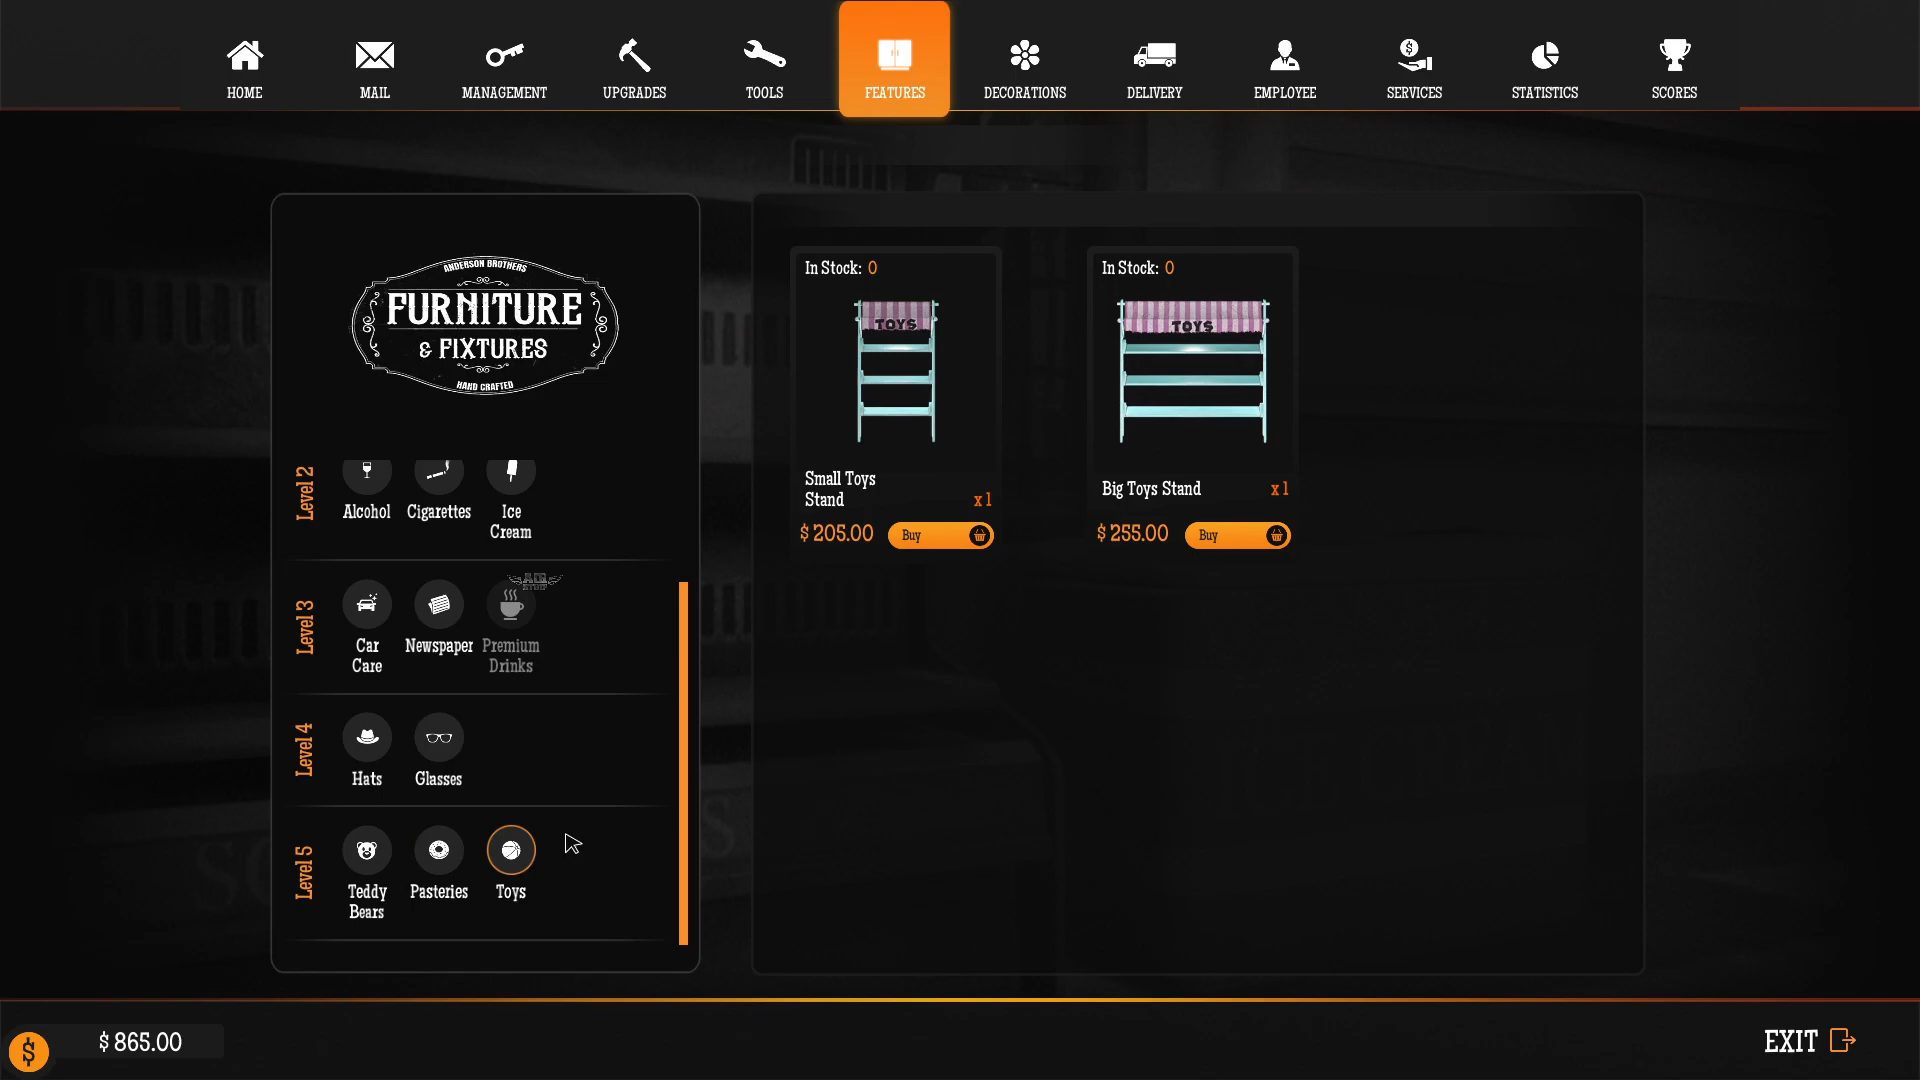 HOME
MAIL
MANAGEMENT
UPGRADES
TOOLS
FEATURES
DECORATIONS
DELIVERY
EMPLOYEE
SERVICES
STATISTICS
SCORES
ANDERSON BROTHERS
FURNITURE
& FIXTURES
HAND CRAFTED
Level 2
Alcohol
Cigarettes
Ice
Cream
Level 3
Car
Care
Newspaper
Premium
Drinks
Level 4
Hats
Glasses
Level 5
Teddy
Bears
Pasteries
Toys
In Stock: 0
TOYS
Small Toys
Stand
x 1
$ 205.00
Buy
In Stock: 0
TOYS
Big Toys Stand
x 1
$ 255.00
Buy
$ 865.00
EXIT